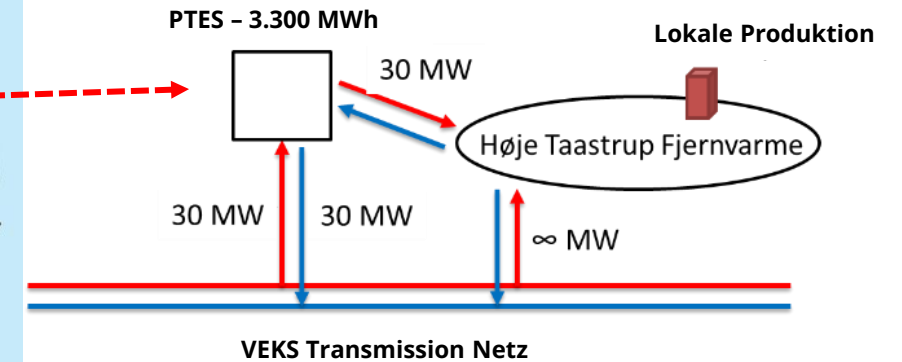 PTES – 3.300 MWh
Lokale Produktion
30 MW
Høje Taastrup Fjernvarme
30 MW
30 MW
∞ MW
VEKS Transmission Netz